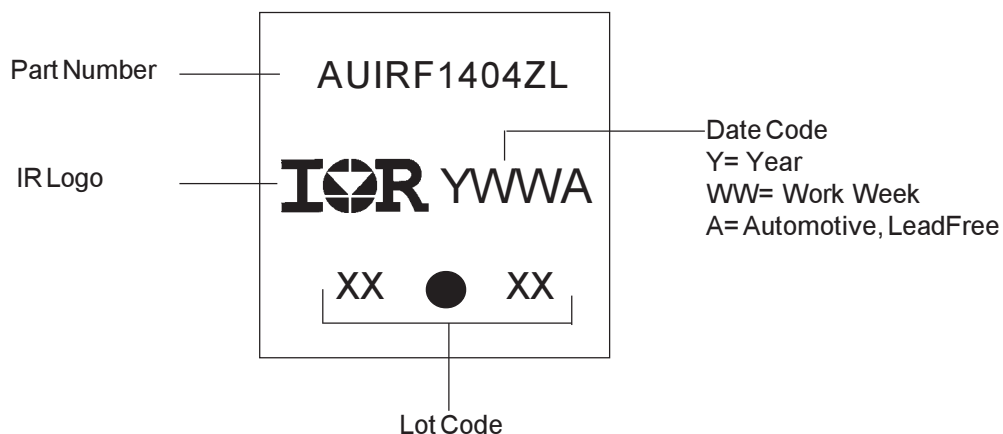 Part Number
AUIRF1404ZL
Date Code
Y= Year
WW= Work Week
A= Automotive, LeadFree
IR Logo
IOR YWWA
XX XX
Lot Code